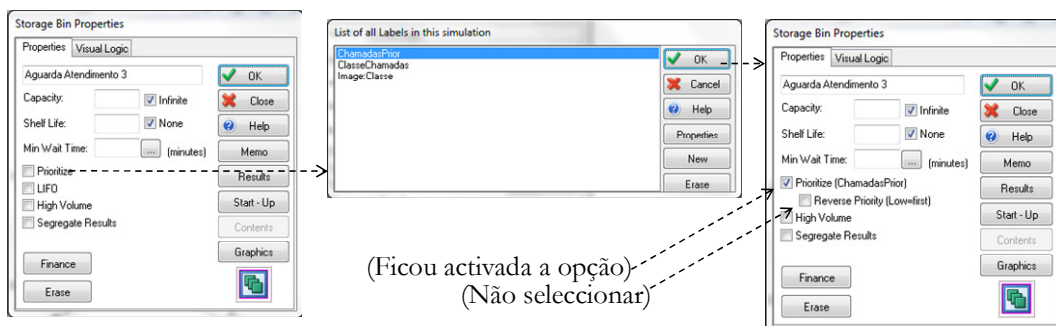 Storage Bin Properties
Properties Visual Logic
Aguarda Atendimento 3
OK
Capacity: Infinite
Close
Shelf Life: None
Help
Min Wait Time: ... (minutes)
Memo
Prioritize
Results
LIFO
High Volume
Start - Up
Segregate Results
Contents
Graphics
Finance
Erase
List of all Labels in this simulation
ChamadasPrior
ClasseChamadas
Image:Classe
OK
Cancel
Help
Properties
New
Erase
Storage Bin Properties
Properties Visual Logic
Aguarda Atendimento 3
OK
Capacity: Infinite
Close
Shelf Life: None
Help
Min Wait Time: ... (minutes)
Memo
Prioritize (ChamadasPrior)
Results
Reverse Priority (Low=first)
High Volume
Start - Up
Segregate Results
Contents
Graphics
Finance
Erase
(Ficou activada a opção)
(Não seleccionar)